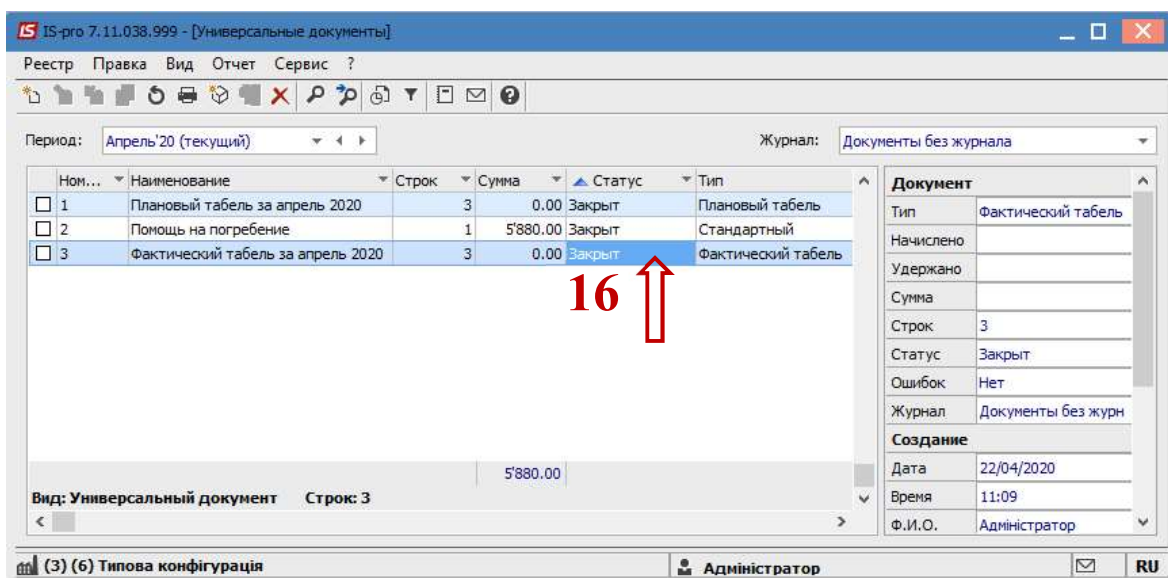 IS-pro 7.11.038.999 - [Универсальные документы]
Реестр Правка Вид Отчет Сервис ?
Период: Апрель'20 (текущий) Журнал: Документы без журнала
Ном... Наименование Строк Сумма Статус Тип
1 Плановый табель за апрель 2020 3 0.00 Закрыт Плановый табель
2 Помощь на погребение 1 5'880.00 Закрыт Стандартный
3 Фактический табель за апрель 2020 3 0.00 Закрыт Фактический табель
16
5'880.00
Вид: Универсальный документ Строк: 3
Документ
Тип Фактический табель
Начислено
Удержано
Сумма
Строк 3
Статус Закрыт
Ошибок Нет
Журнал Документы без журн
Создание
Дата 22/04/2020
Время 11:09
Ф.И.О. Адміністратор
(3) (6) Типова конфігурація Адміністратор RU